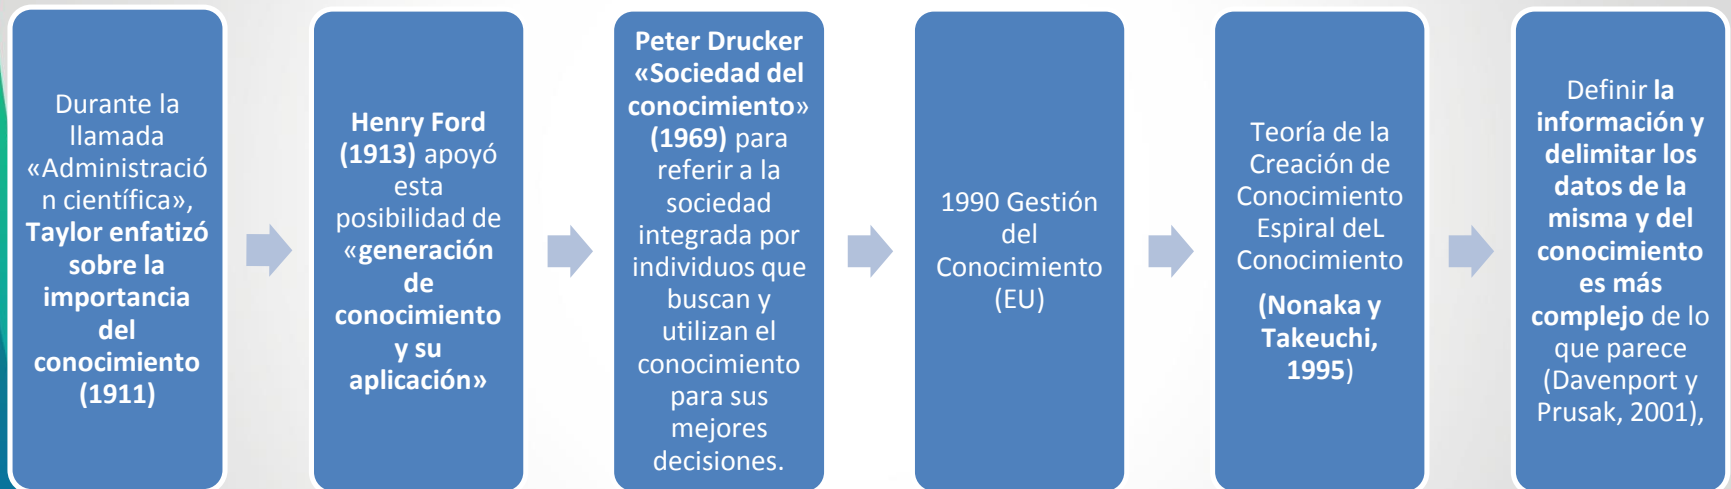 Durante la
llamada
«Administració
n científica»,
Taylor enfatizó
sobre la
importancia
del
conocimiento
(1911)
Henry Ford
(1913) apoyó
esta
posibilidad de
«generación
de
conocimiento
y su
aplicación»
Peter Drucker
«Sociedad del
conocimiento»
(1969) para
referir a la
sociedad
integrada por
individuos que
buscan y
utilizan el
conocimiento
para sus
mejores
decisiones.
1990 Gestión
del
Conocimiento
(EU)
Teoría de la
Creación de
Conocimiento
Espiral deL
Conocimiento
(Nonaka y
Takeuchi,
1995)
Definir la
información y
delimitar los
datos de la
misma y del
conocimiento
es más
complejo de lo
que parece
(Davenport y
Prusak, 2001),